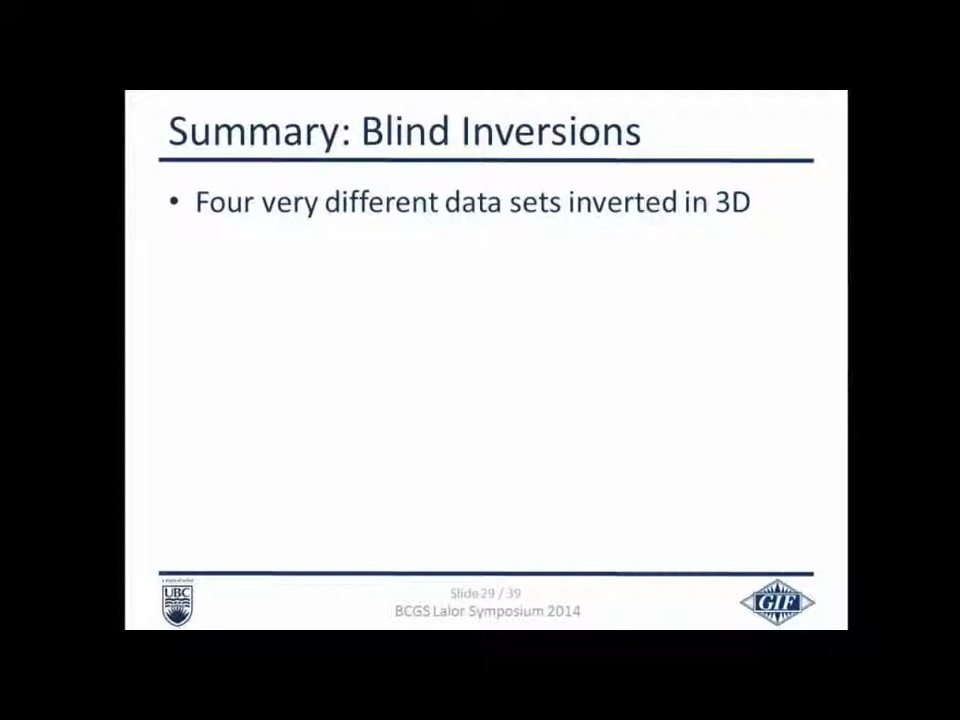 Summary: Blind Inversions
• Four very different data sets inverted in 3D
Slide 29 / 39
BCGS Lalor Symposium 2014
UBC
GIF